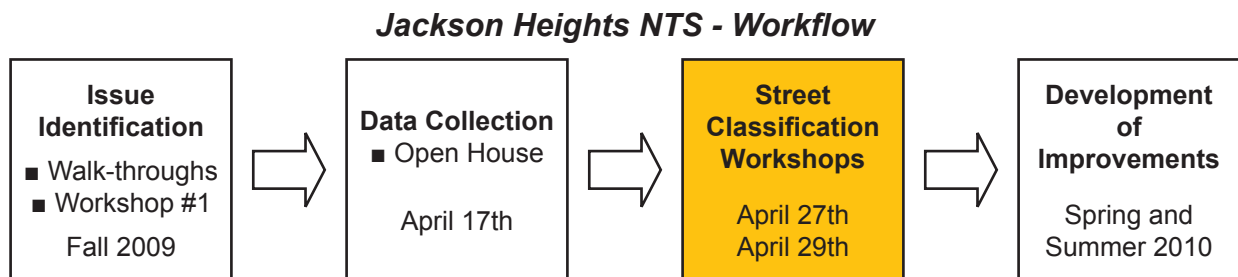 Jackson Heights NTS - Workflow
Issue
Identification
■ Walk-throughs
■ Workshop #1
Fall 2009
Data Collection
■ Open House
April 17th
Street
Classification
Workshops
April 27th
April 29th
Development
of
Improvements
Spring and
Summer 2010